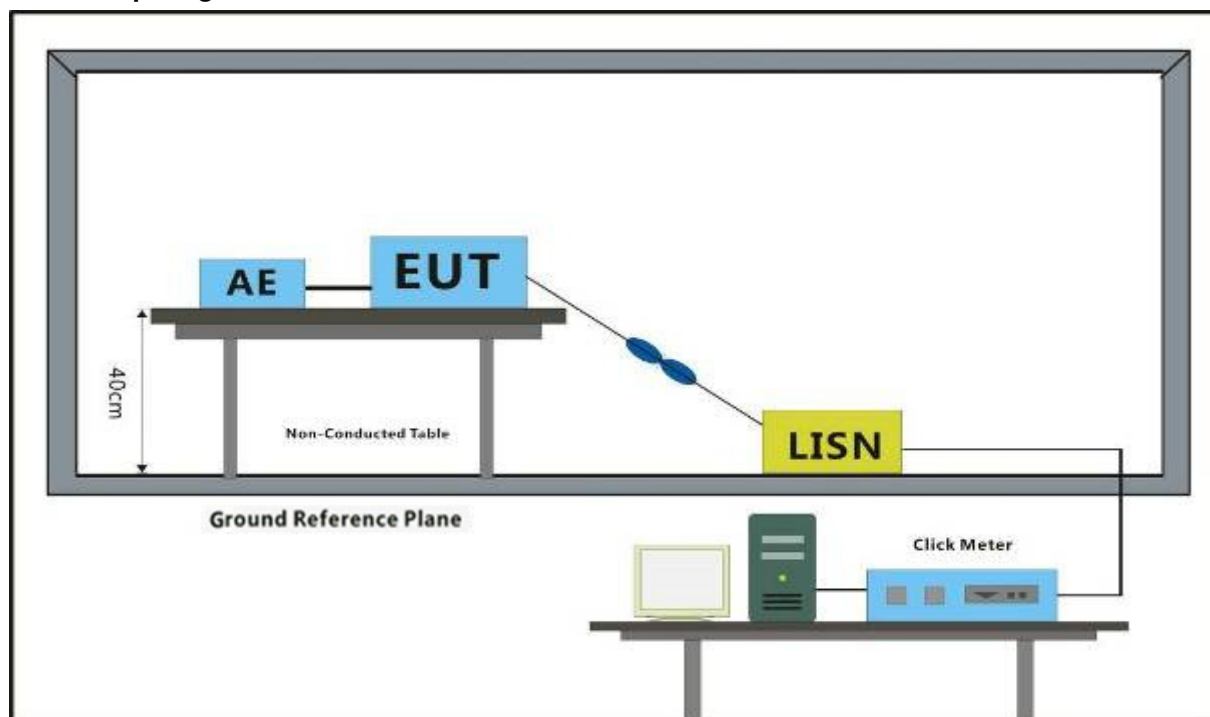 AE
EUT
40cm
Non-Conducted Table
LISN
Ground Reference Plane
Click Meter